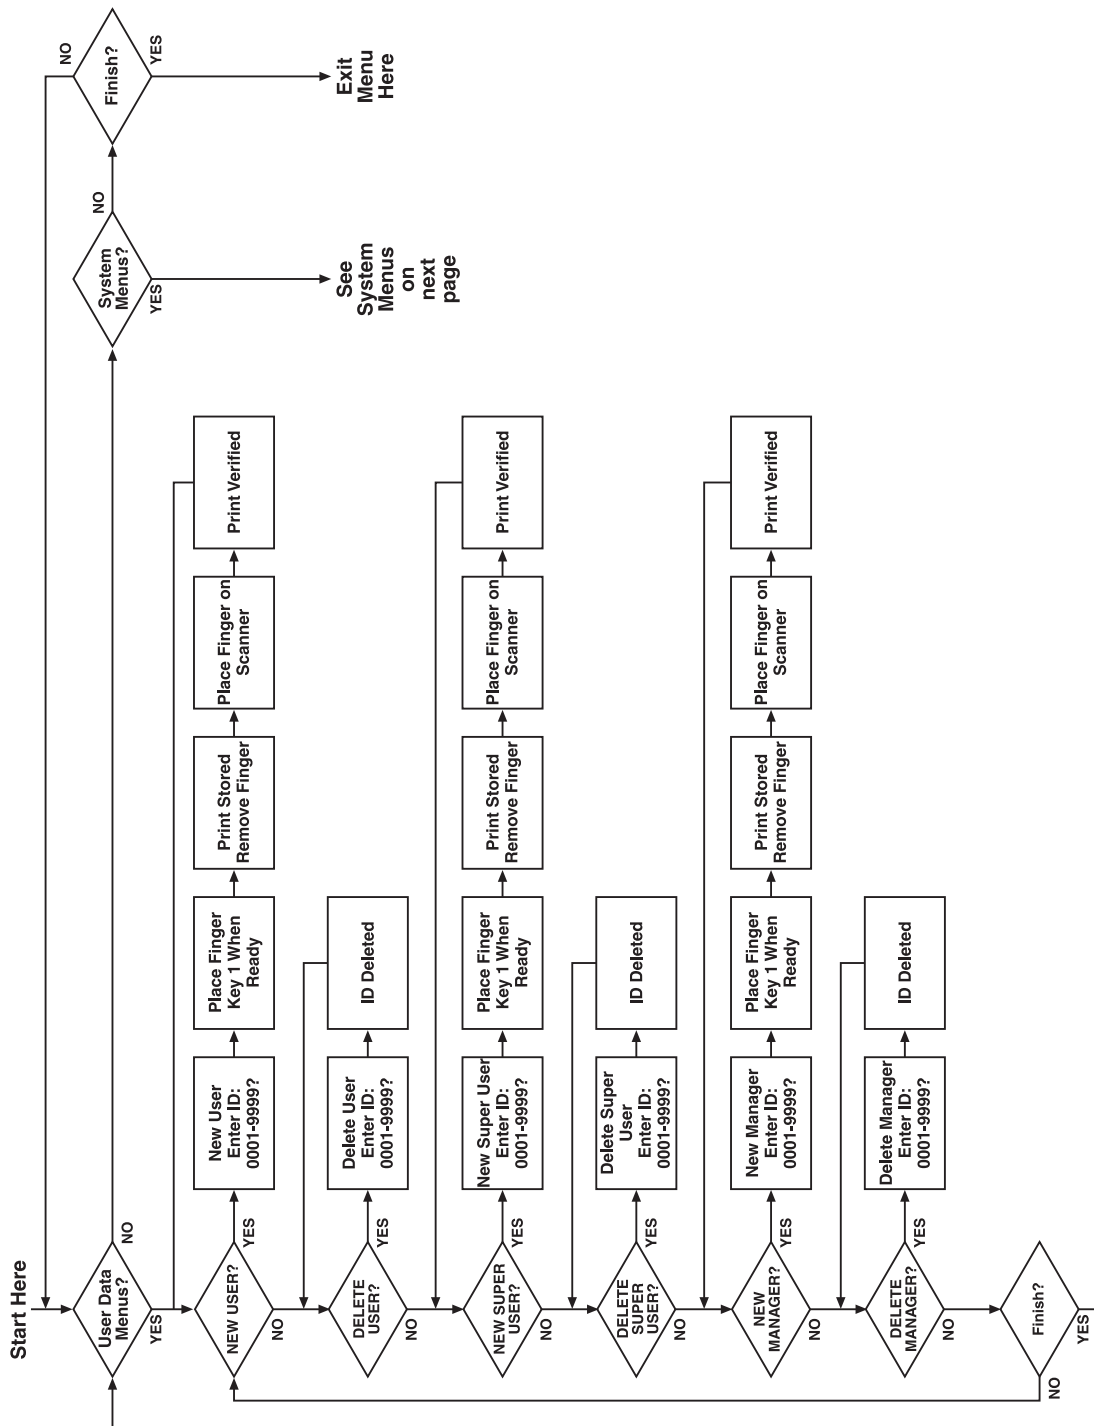 Start Here
User Data
Menus?
NO
YES
System
Menus?
NO
YES
See
System
Menus
on
next
page
Finish?
NO
YES
Exit
Menu
Here
NEW USER?
YES
NO
New User
Enter ID:
0001-9999?
Place Finger
Key 1 When
Ready
Print Stored
Remove Finger
Place Finger on
Scanner
Print Verified
DELETE
USER?
YES
NO
Delete User
Enter ID:
0001-9999?
ID Deleted
NEW SUPER
USER?
YES
NO
New Super User
Enter ID:
0001-9999?
Place Finger
Key 1 When
Ready
Print Stored
Remove Finger
Place Finger on
Scanner
Print Verified
DELETE
SUPER
USER?
YES
NO
Delete Super
User
Enter ID:
0001-9999?
ID Deleted
NEW
MANAGER?
YES
NO
New Manager
Enter ID:
0001-9999?
Place Finger
Key 1 When
Ready
Print Stored
Remove Finger
Place Finger on
Scanner
Print Verified
DELETE
MANAGER?
YES
NO
Delete Manager
Enter ID:
0001-9999?
ID Deleted
Finish?
NO
YES